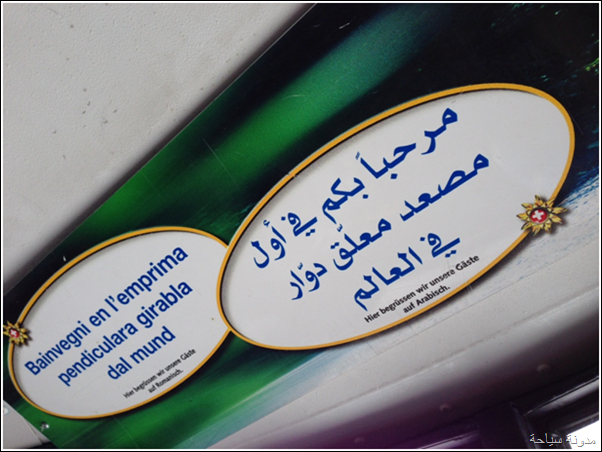 Bainvegni en l'emprima
pendiculara girabla
dal mund
Hier begrüssen wir unsere Gäste
auf Romanisch.
مرحباً بكم في أول
مصعد معلّق دوّار
في العالم
Hier begrüssen wir unsere Gäste
auf Arabisch.
مدونة سياحة